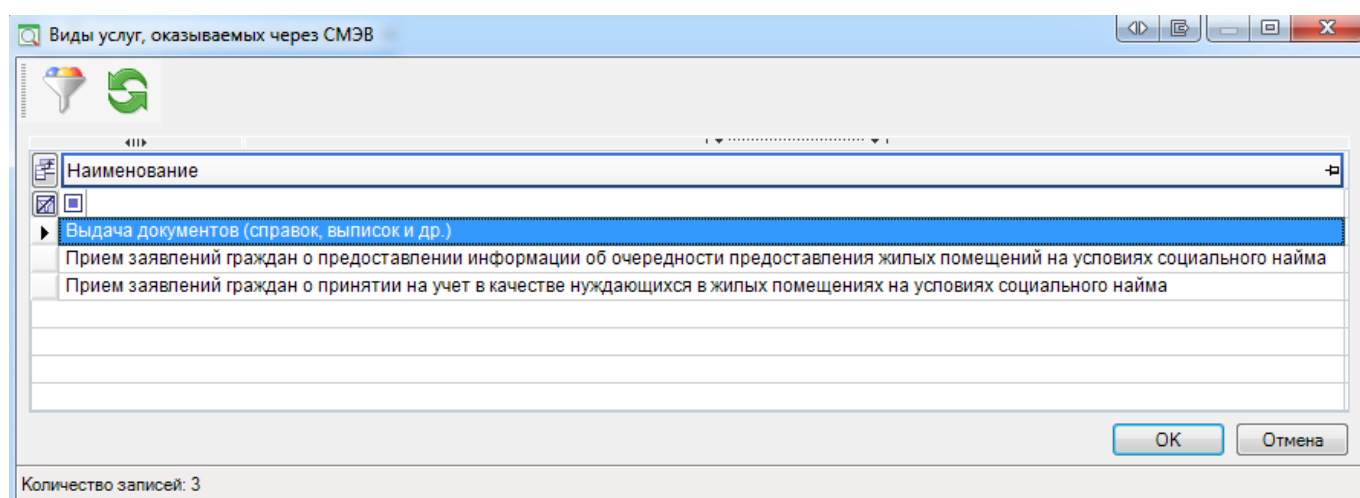 Виды услуг, оказываемых через СМЭВ
Наименование
Выдача документов (справок, выписок и др.)
Прием заявлений граждан о предоставлении информации об очередности предоставления жилых помещений на условиях социального найма
Прием заявлений граждан о принятии на учет в качестве нуждающихся в жилых помещениях на условиях социального найма
OK Отмена
Количество записей: 3